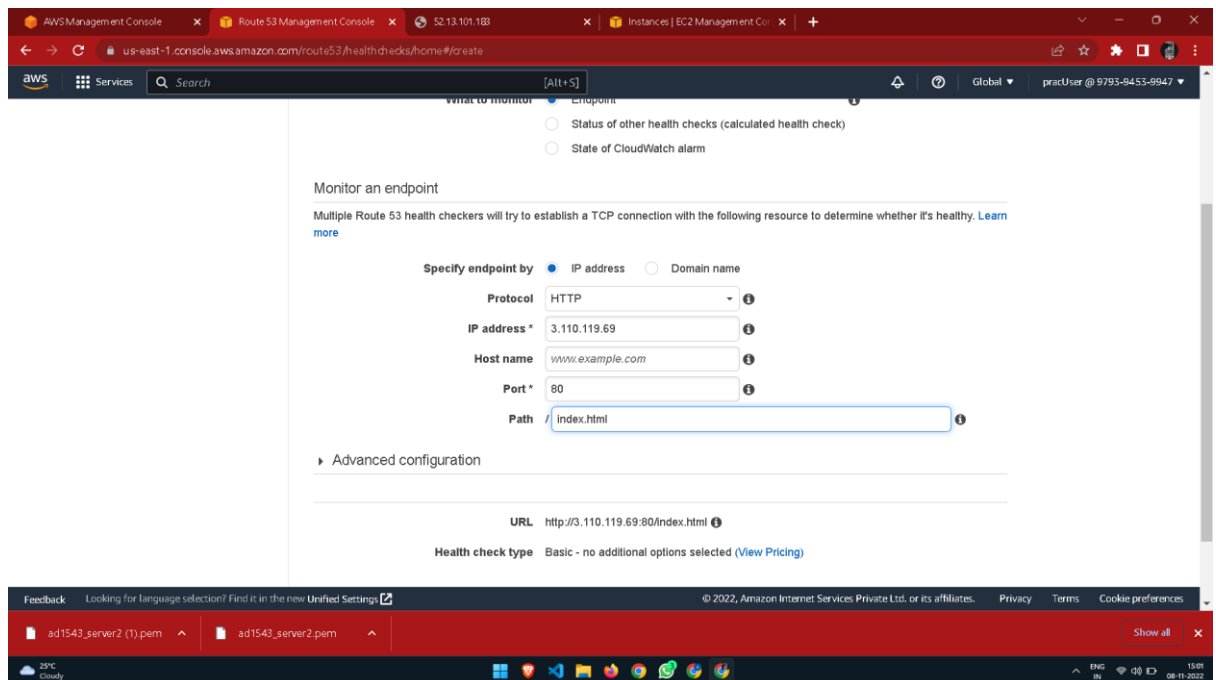 AWS Management Console
Route 53 Management Console
52.13.101.183
Instances | EC2 Management Co
us-east-1.console.aws.amazon.com/route53/healthchecks/home#/create
aws Services Search [Alt+S] Global pracUser @ 9793-9453-9947
What to monitor Endpoint
Status of other health checks (calculated health check)
State of CloudWatch alarm
Monitor an endpoint
Multiple Route 53 health checkers will try to establish a TCP connection with the following resource to determine whether it's healthy. Learn
more
Specify endpoint by IP address Domain name
Protocol HTTP
IP address * 3.110.119.69
Host name www.example.com
Port * 80
Path / index.html
Advanced configuration
URL http://3.110.119.69:80/index.html
Health check type Basic - no additional options selected (View Pricing)
Feedback Looking for language selection? Find it in the new Unified Settings © 2022, Amazon Internet Services Private Ltd. or its affiliates. Privacy Terms Cookie preferences
ad1543_server2 (1).pem ad1543_server2.pem Show all
25°C
Cloudy
ENG
IN
15:01
08-11-2022